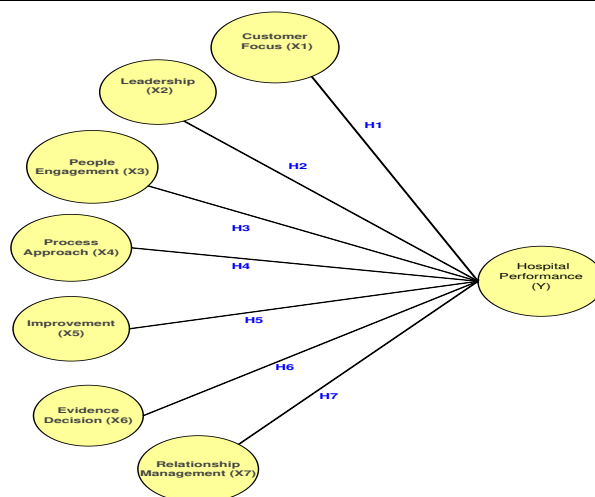 Customer
Focus (X1)
Leadership
(X2)
H1
People
Engagement (X3)
H2
H3
Process
Approach (X4)
H4
Hospital
Performance
(Y)
Improvement
(X5)
H5
H6
Evidence
Decision (X6)
H7
Relationship
Management (X7)